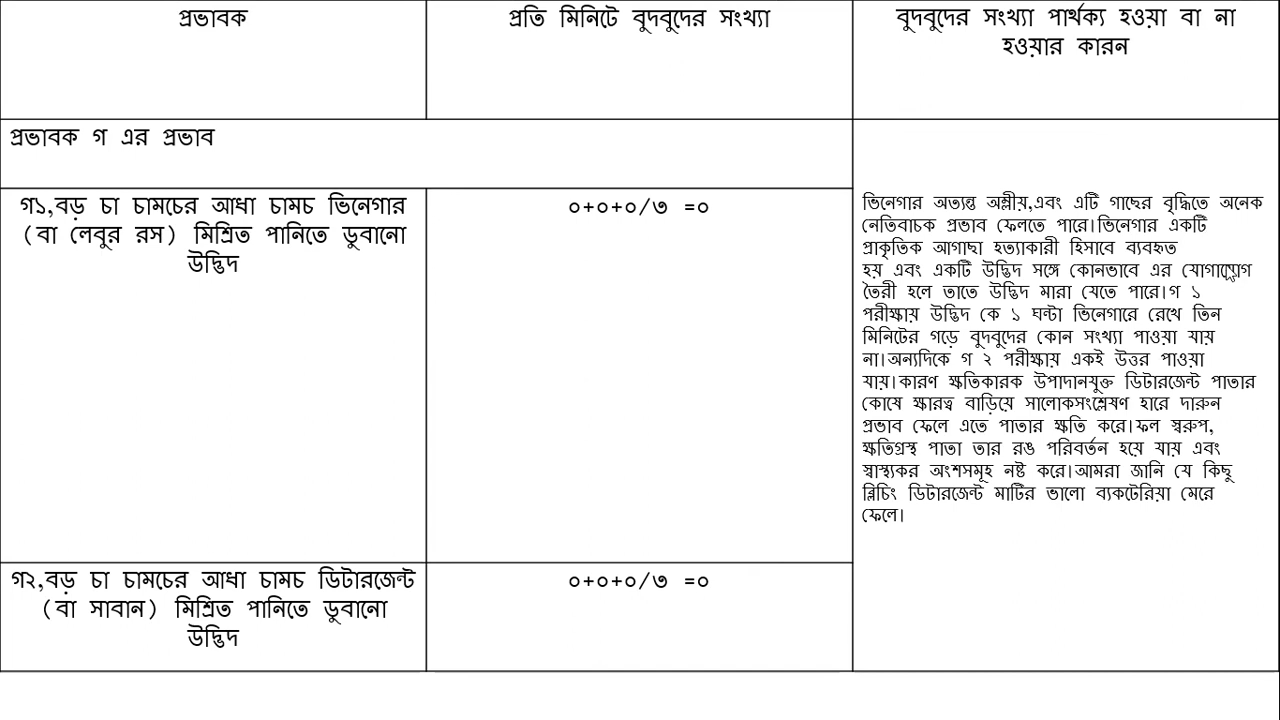 প্রভাবক
প্রতি মিনিটে বুদবুদের সংখ্যা
বুদবুদের সংখ্যা পার্থক্য হওয়া বা না
হওয়ার কারন
প্রভাবক গ এর প্রভাব
গ১,বড় চা চামচের আধা চামচ ভিনেগার
(বা লেবুর রস) মিশ্রিত পানিতে ডুবানো
উদ্ভিদ
০+০+০/৩ =০
ভিনেগার অত্যন্ত অম্লীয়,এবং এটি গাছের বৃদ্ধিতে অনেক
নেতিবাচক প্রভাব ফেলতে পারে।ভিনেগার একটি
প্রাকৃতিক আগাছা হত্যাকারী হিসাবে ব্যবহৃত
হয় এবং একটি উদ্ভিদ সঙ্গে কোনভাবে এর যোগাযোগ
তৈরী হলে তাতে উদ্ভিদ মারা যেতে পারে।গ ১
পরীক্ষায় উদ্ভিদ কে ১ ঘন্টা ভিনেগারে রেখে তিন
মিনিটের গড়ে বুদবুদের কোন সংখ্যা পাওয়া যায়
না।অন্যদিকে গ ২ পরীক্ষায় একই উত্তর পাওয়া
যায়।কারণ ক্ষতিকারক উপাদানযুক্ত ডিটারজেন্ট পাতার
কোষে ক্ষারত্ব বাড়িয়ে সালোকসংশ্লেষণ হারে দারুন
প্রভাব ফেলে এতে পাতার ক্ষতি করে।ফল স্বরুপ,
ক্ষতিগ্রস্থ পাতা তার রঙ পরিবর্তন হয়ে যায় এবং
স্বাস্থ্যকর অংশসমূহ নষ্ট করে।আমরা জানি যে কিছু
ব্লিচিং ডিটারজেন্ট মাটির ভালো ব্যকটেরিয়া মেরে
ফেলে।
গ২,বড় চা চামচের আধা চামচ ডিটারজেন্ট
(বা সাবান) মিশ্রিত পানিতে ডুবানো
উদ্ভিদ
০+০+০/৩ =০